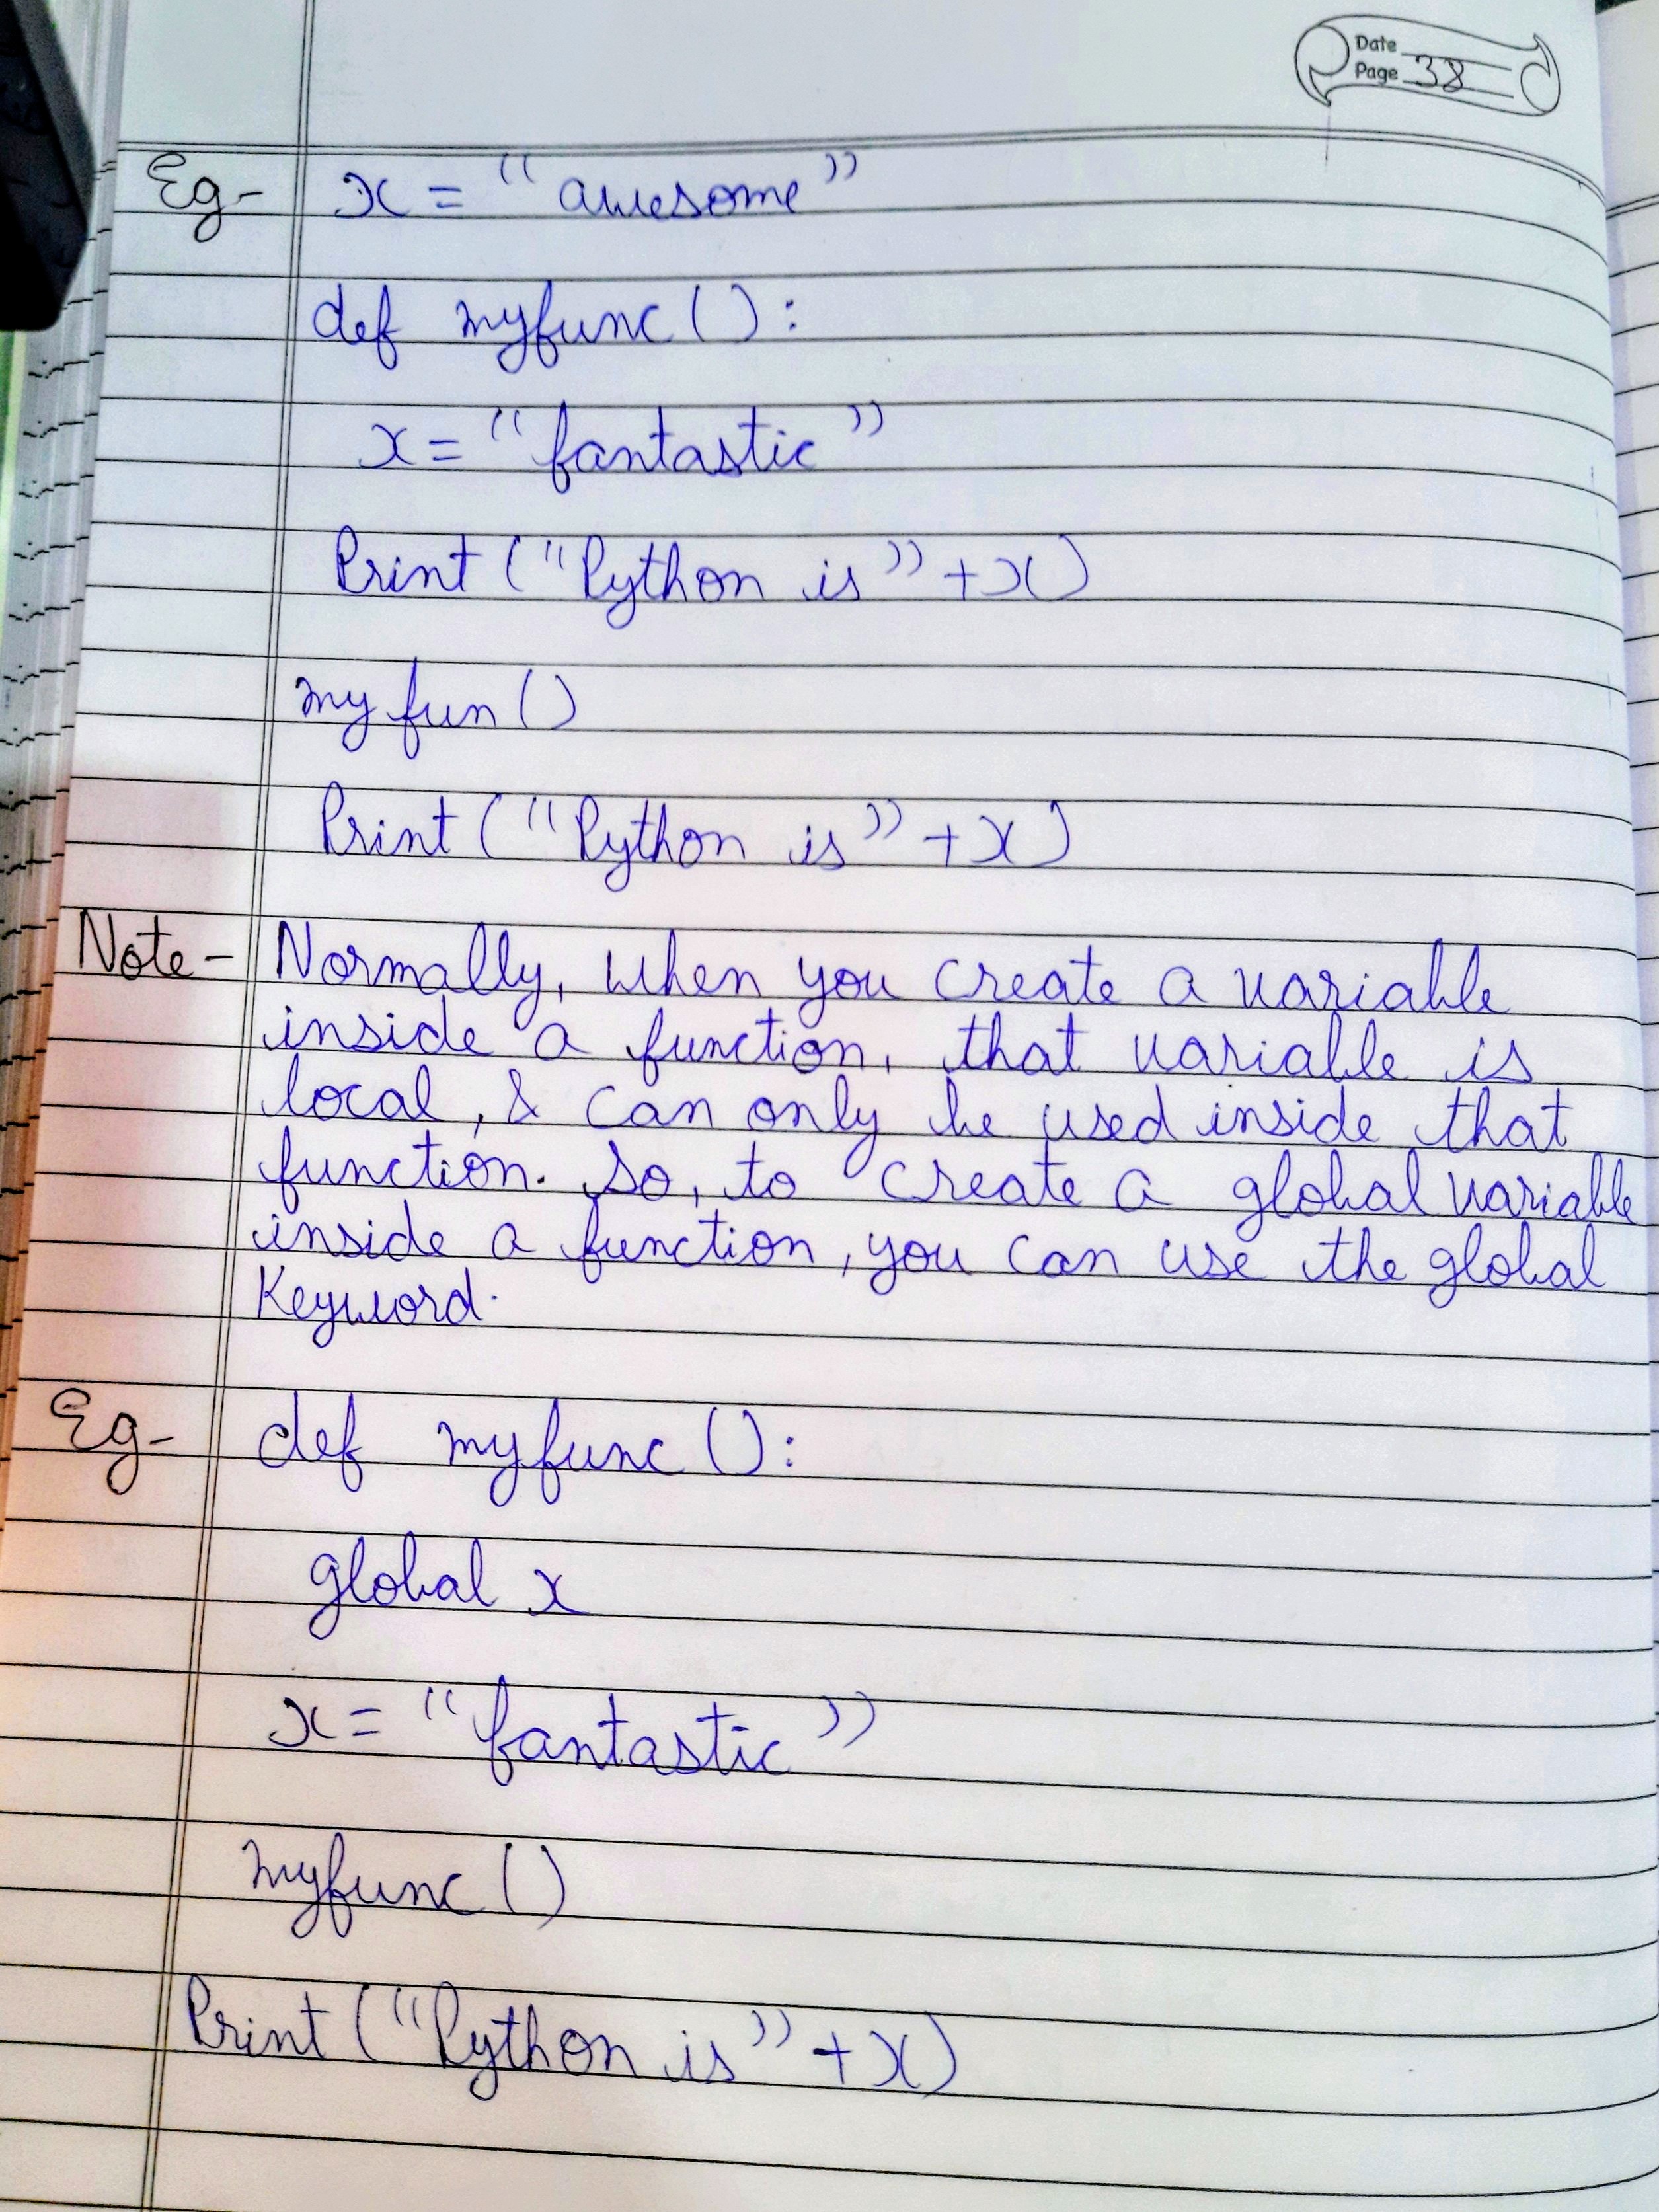 Date
Page 38
Eg- x = "awesome"
def myfunc():
x = "fantastic"
Print ("Python is" + x)
my fun()
Print ("Python is" + x)
Note- Normally, when you create a variable
inside a function, that variable is
local, & can only be used inside that
function. So, to create a global variable
inside a function, you can use the global
Keyword.
Eg- def myfunc():
global x
x = "fantastic"
myfunc()
Print ("Python is" + x)